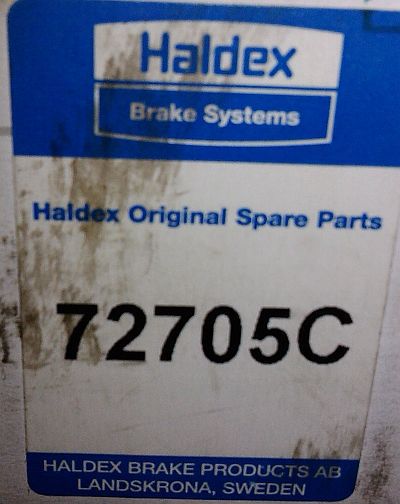 Haldex
Brake Systems
Haldex Original Spare Parts
72705C
HALDEX BRAKE PRODUCTS AB
LANDSKRONA, SWEDEN